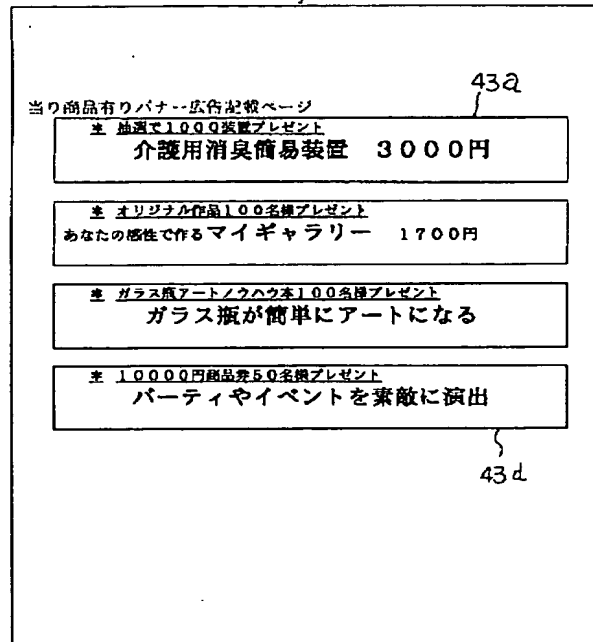 43a
当り商品有りバナー広告記載ページ
* 抽選で1000装置プレゼント
介護用消臭簡易装置 3000円
* オリジナル作品100名様プレゼント
あなたの感性で作るマイギャラリー 1700円
* ガラス瓶アートノウハウ本100名様プレゼント
ガラス瓶が簡単にアートになる
* 10000円商品券50名様プレゼント
パーティやイベントを素敵に演出
43d